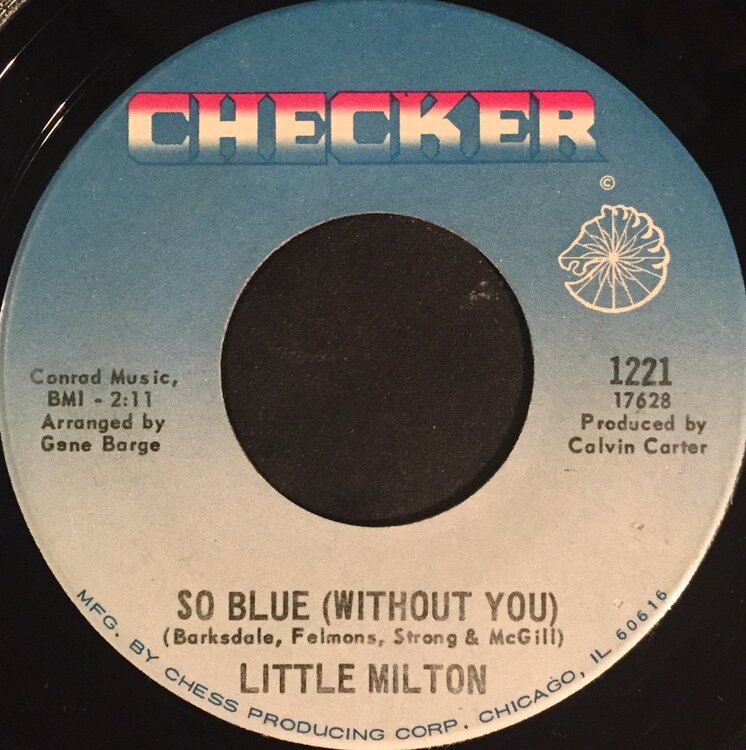 CHECKER
©
Conrad Music,
BMI - 2:11
Arranged by
Gene Barge
1221
17628
Produced by
Calvin Carter
SO BLUE (WITHOUT YOU)
(Barksdale, Felmons, Strong & McGill)
LITTLE MILTON
MFG. BY CHESS PRODUCING CORP. CHICAGO, IL 60616